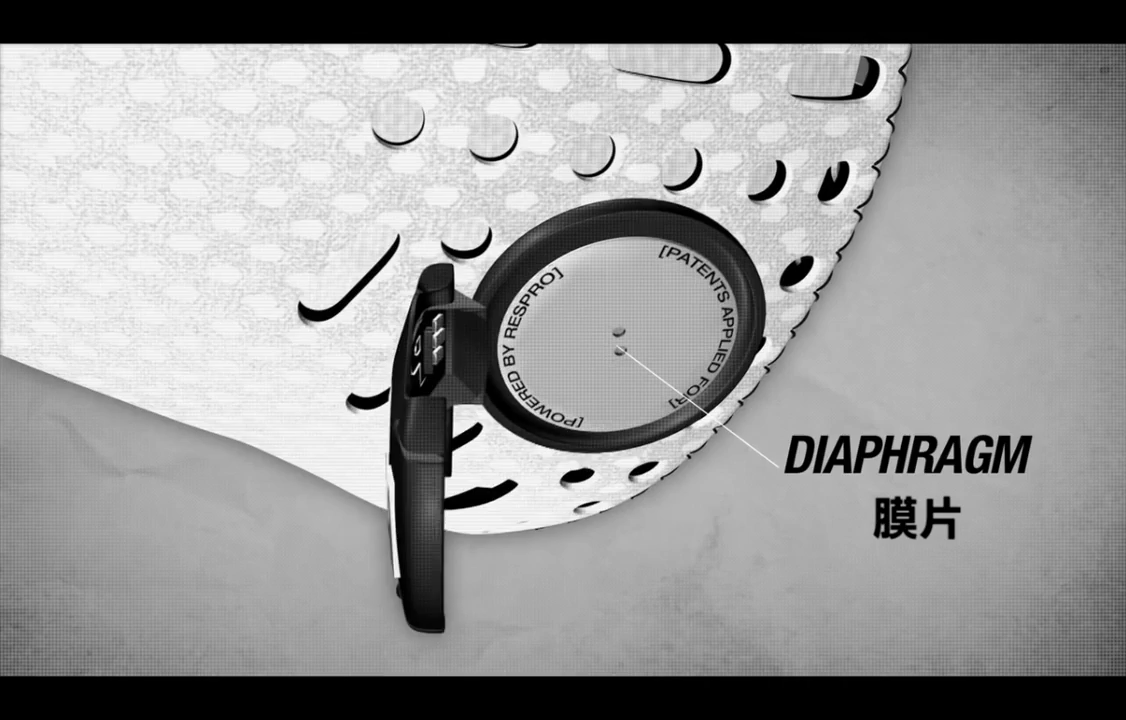 [POWERED BY RESPRO]
[PATENTS APPLIED FOR]
DIAPHRAGM
膜片